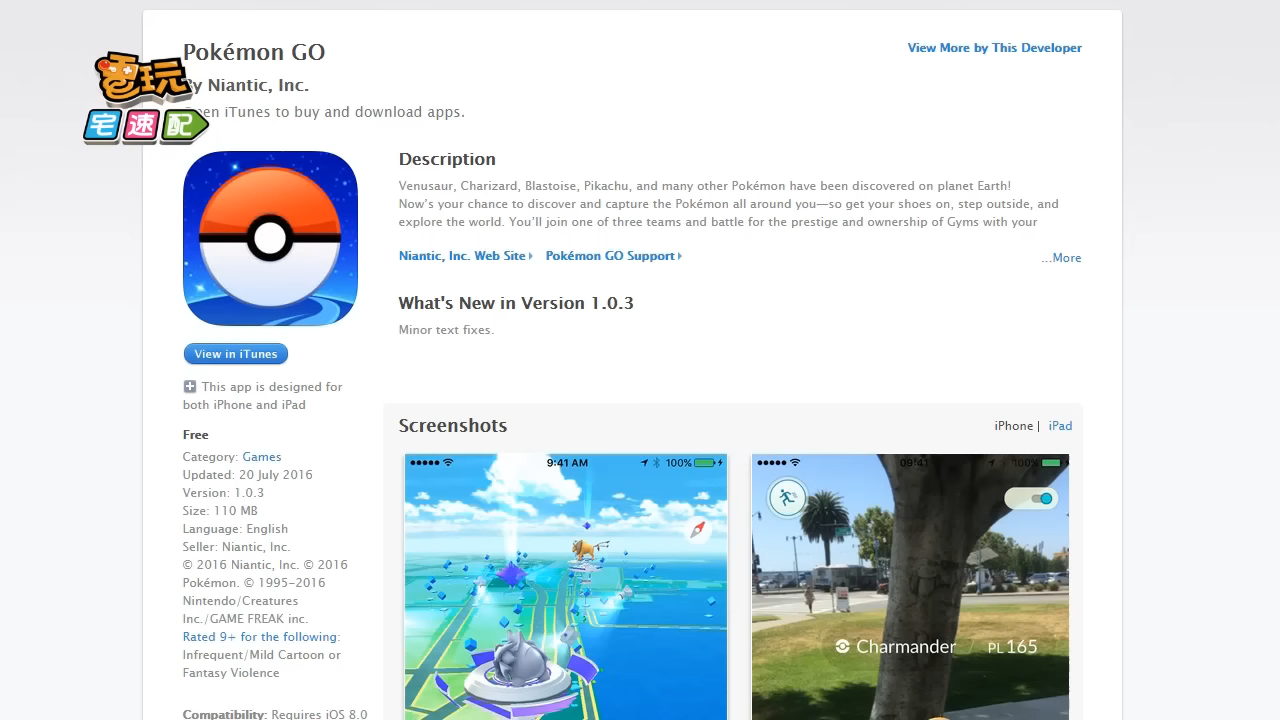 Pokémon GO
View More by This Developer
電玩
宅速配
By Niantic, Inc.
Open iTunes to buy and download apps.
Description
Venusaur, Charizard, Blastoise, Pikachu, and many other Pokémon have been discovered on planet Earth!
Now's your chance to discover and capture the Pokémon all around you—so get your shoes on, step outside, and
explore the world. You'll join one of three teams and battle for the prestige and ownership of Gyms with your
Niantic, Inc. Web Site
Pokémon GO Support
...More
What's New in Version 1.0.3
Minor text fixes.
View in iTunes
This app is designed for
both iPhone and iPad
Free
Category: Games
Updated: 20 July 2016
Version: 1.0.3
Size: 110 MB
Language: English
Seller: Niantic, Inc.
© 2016 Niantic, Inc. © 2016
Pokémon. © 1995-2016
Nintendo/Creatures
Inc./GAME FREAK inc.
Rated 9+ for the following:
Infrequent/Mild Cartoon or
Fantasy Violence
Compatibility: Requires iOS 8.0
Screenshots
iPhone | iPad
9:41 AM
100%
09:41
100%
Charmander / PL 165